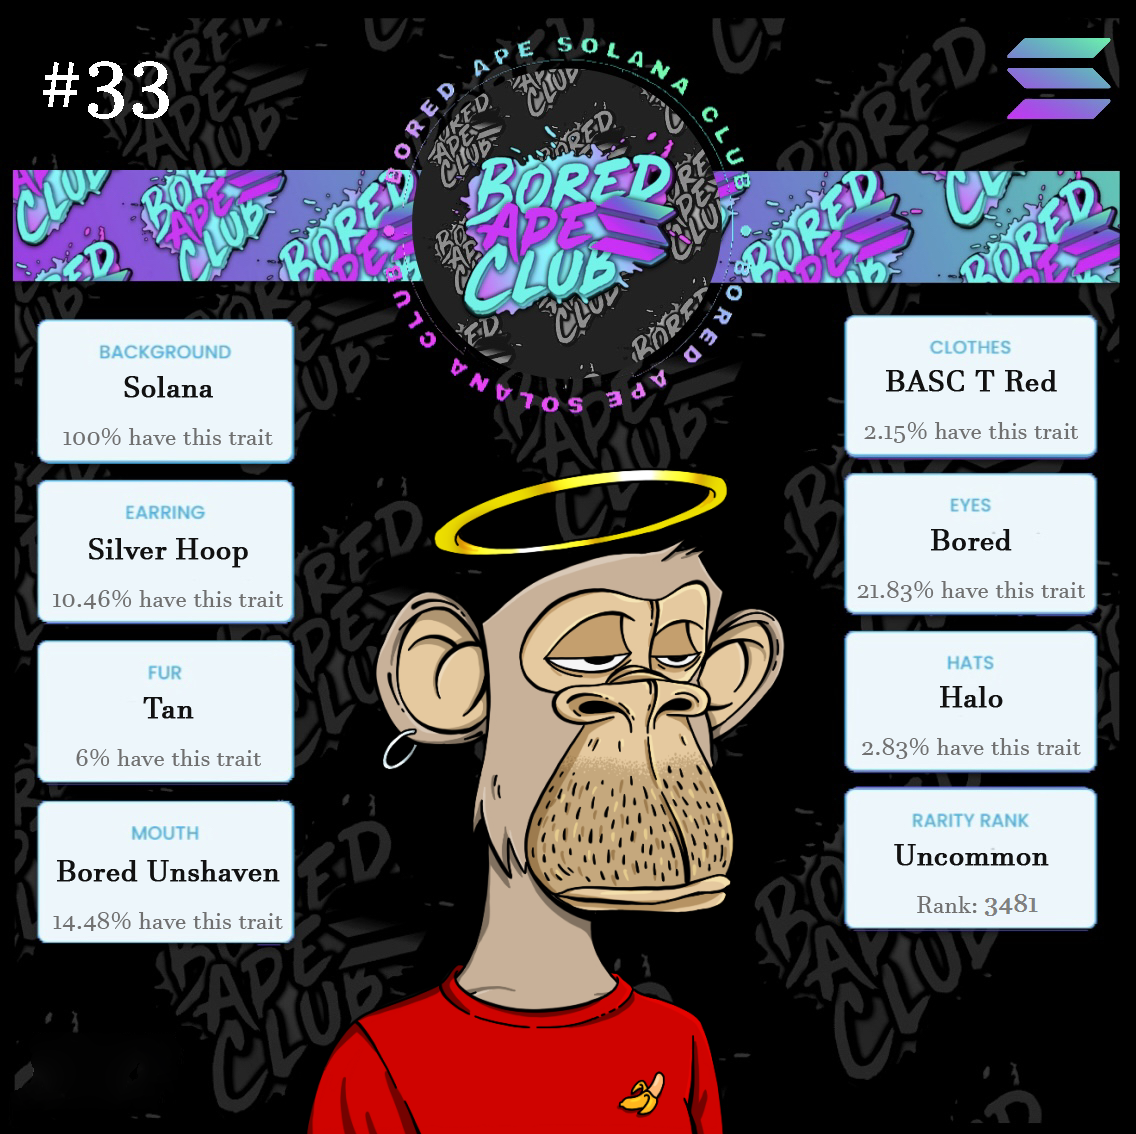 #33
BORED APE SOLANA CLUB
BORED
APE
CLUB
BORED APE SOLANA CLUB
BACKGROUND
Solana
100% have this trait
EARRING
Silver Hoop
10.46% have this trait
FUR
Tan
6% have this trait
MOUTH
Bored Unshaven
14.48% have this trait
CLOTHES
BASC T Red
2.15% have this trait
EYES
Bored
21.83% have this trait
HATS
Halo
2.83% have this trait
RARITY RANK
Uncommon
Rank: 3481